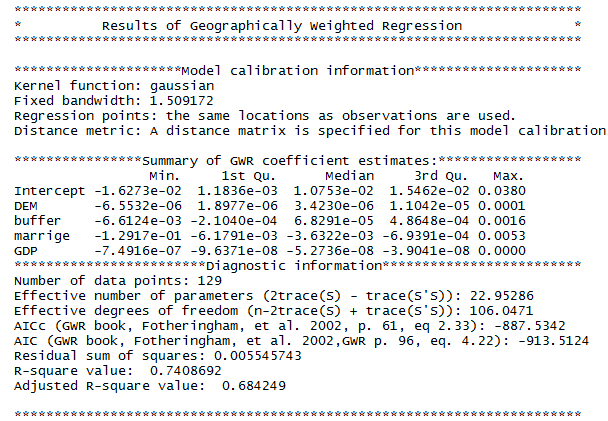 ***********************************************************************
* Results of Geographically Weighted Regression *
***********************************************************************
*********************Model calibration information*********************
Kernel function: gaussian
Fixed bandwidth: 1.509172
Regression points: the same locations as observations are used.
Distance metric: A distance matrix is specified for this model calibration
****************Summary of GWR coefficient estimates:******************
Min. 1st Qu. Median 3rd Qu. Max.
Intercept -1.6273e-02 1.1836e-03 1.0753e-02 1.5462e-02 0.0380
DEM -6.5532e-06 1.8977e-06 3.4230e-06 1.1042e-05 0.0001
buffer -6.6124e-03 -2.1040e-04 6.8291e-05 4.8648e-04 0.0016
marrige -1.2917e-01 -6.1791e-03 -3.6322e-03 -6.9391e-04 0.0053
GDP -7.4916e-07 -9.6371e-08 -5.2736e-08 -3.9041e-08 0.0000
************************Diagnostic information*************************
Number of data points: 129
Effective number of parameters (2trace(S) - trace(S'S)): 22.95286
Effective degrees of freedom (n-2trace(S) + trace(S'S)): 106.0471
AICc (GWR book, Fotheringham, et al. 2002, p. 61, eq 2.33): -887.5342
AIC (GWR book, Fotheringham, et al. 2002,GWR p. 96, eq. 4.22): -913.5124
Residual sum of squares: 0.005545743
R-square value: 0.7408692
Adjusted R-square value: 0.684249
***********************************************************************